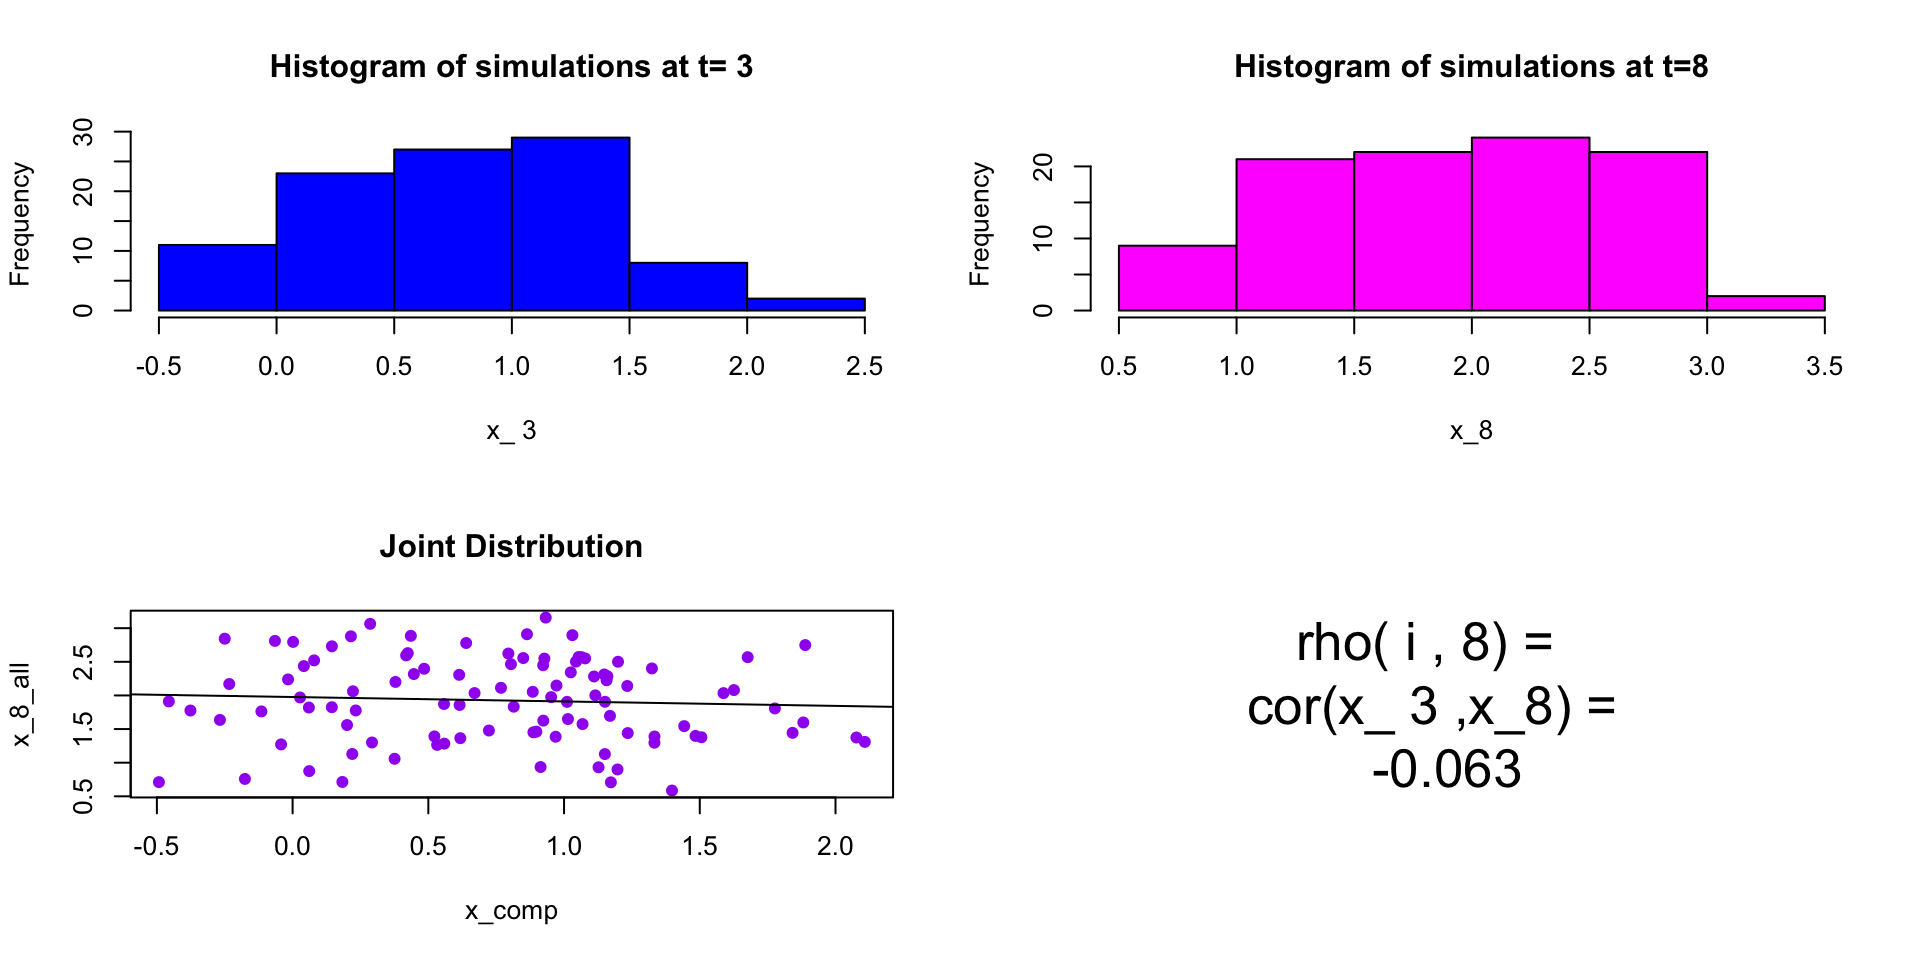 Histogram of simulations at t= 3
Frequency
0 10 20 30
-0.5 0.0 0.5 1.0 1.5 2.0 2.5
x_ 3
Histogram of simulations at t=8
Frequency
0 10 20
0.5 1.0 1.5 2.0 2.5 3.0 3.5
x_8
Joint Distribution
x_8_all
0.5 1.5 2.5
-0.5 0.0 0.5 1.0 1.5 2.0
x_comp
rho( i , 8) =
cor(x_ 3 ,x_8) =
-0.063